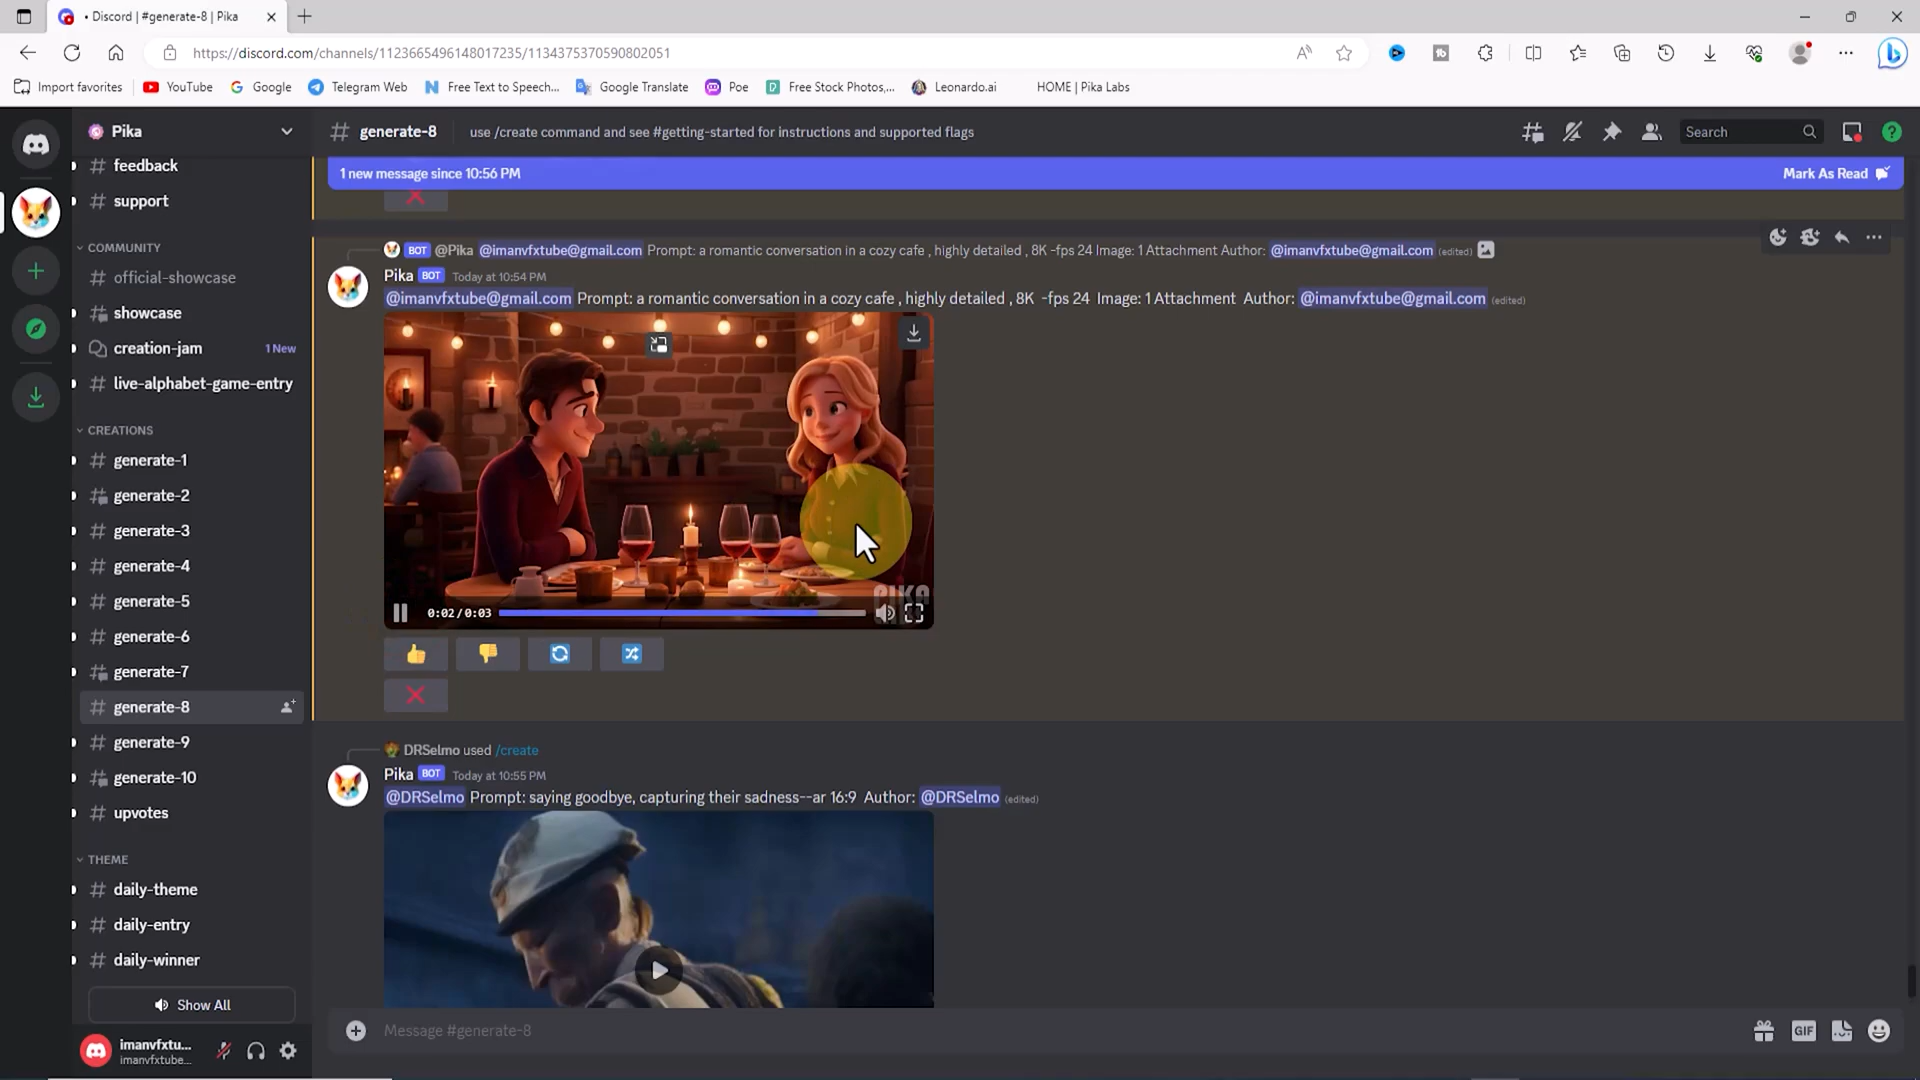 Discord | #generate-8 | Pika
https://discord.com/channels/1123665496148017235/1134375370590802051
Import favorites
YouTube
Google
Telegram Web
Free Text to Speech...
Google Translate
Poe
Free Stock Photos,...
Leonardo.ai
HOME | Pika Labs
Pika
generate-8
use /create command and see #getting-started for instructions and supported flags
Search
feedback
support
COMMUNITY
official-showcase
showcase
creation-jam 1 New
live-alphabet-game-entry
CREATIONS
generate-1
generate-2
generate-3
generate-4
generate-5
generate-6
generate-7
generate-8
generate-9
generate-10
upvotes
THEME
daily-theme
daily-entry
daily-winner
Show All
imanvfxtu...
imanvfxtube...
1 new message since 10:56 PM
Mark As Read
BOT @Pika @imanvfxtube@gmail.com Prompt: a romantic conversation in a cozy cafe , highly detailed , 8K -fps 24 Image: 1 Attachment Author: @imanvfxtube@gmail.com (edited)
Pika BOT Today at 10:54 PM
@imanvfxtube@gmail.com Prompt: a romantic conversation in a cozy cafe , highly detailed , 8K -fps 24 Image: 1 Attachment Author: @imanvfxtube@gmail.com (edited)
PIKA
0:02/0:03
DRSelmo used /create
Pika BOT Today at 10:55 PM
@DRSelmo Prompt: saying goodbye, capturing their sadness--ar 16:9 Author: @DRSelmo (edited)
Message #generate-8
GIF